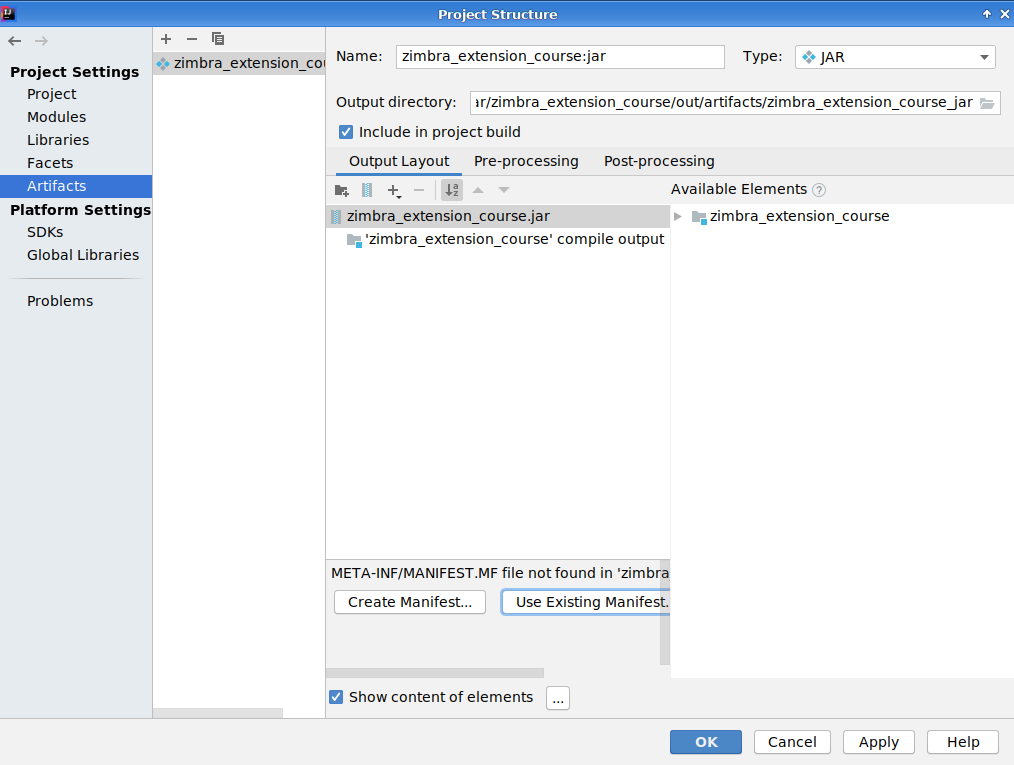 Project Structure
Project Settings
Project
Modules
Libraries
Facets
Artifacts
Platform Settings
SDKs
Global Libraries
Problems
zimbra_extension_cou
Name: zimbra_extension_course:jar Type: JAR
Output directory: ar/zimbra_extension_course/out/artifacts/zimbra_extension_course_jar
Include in project build
Output Layout Pre-processing Post-processing
Available Elements ?
zimbra_extension_course.jar
'zimbra_extension_course' compile output
zimbra_extension_course
META-INF/MANIFEST.MF file not found in 'zimbra
Create Manifest... Use Existing Manifest.
Show content of elements ...
OK Cancel Apply Help